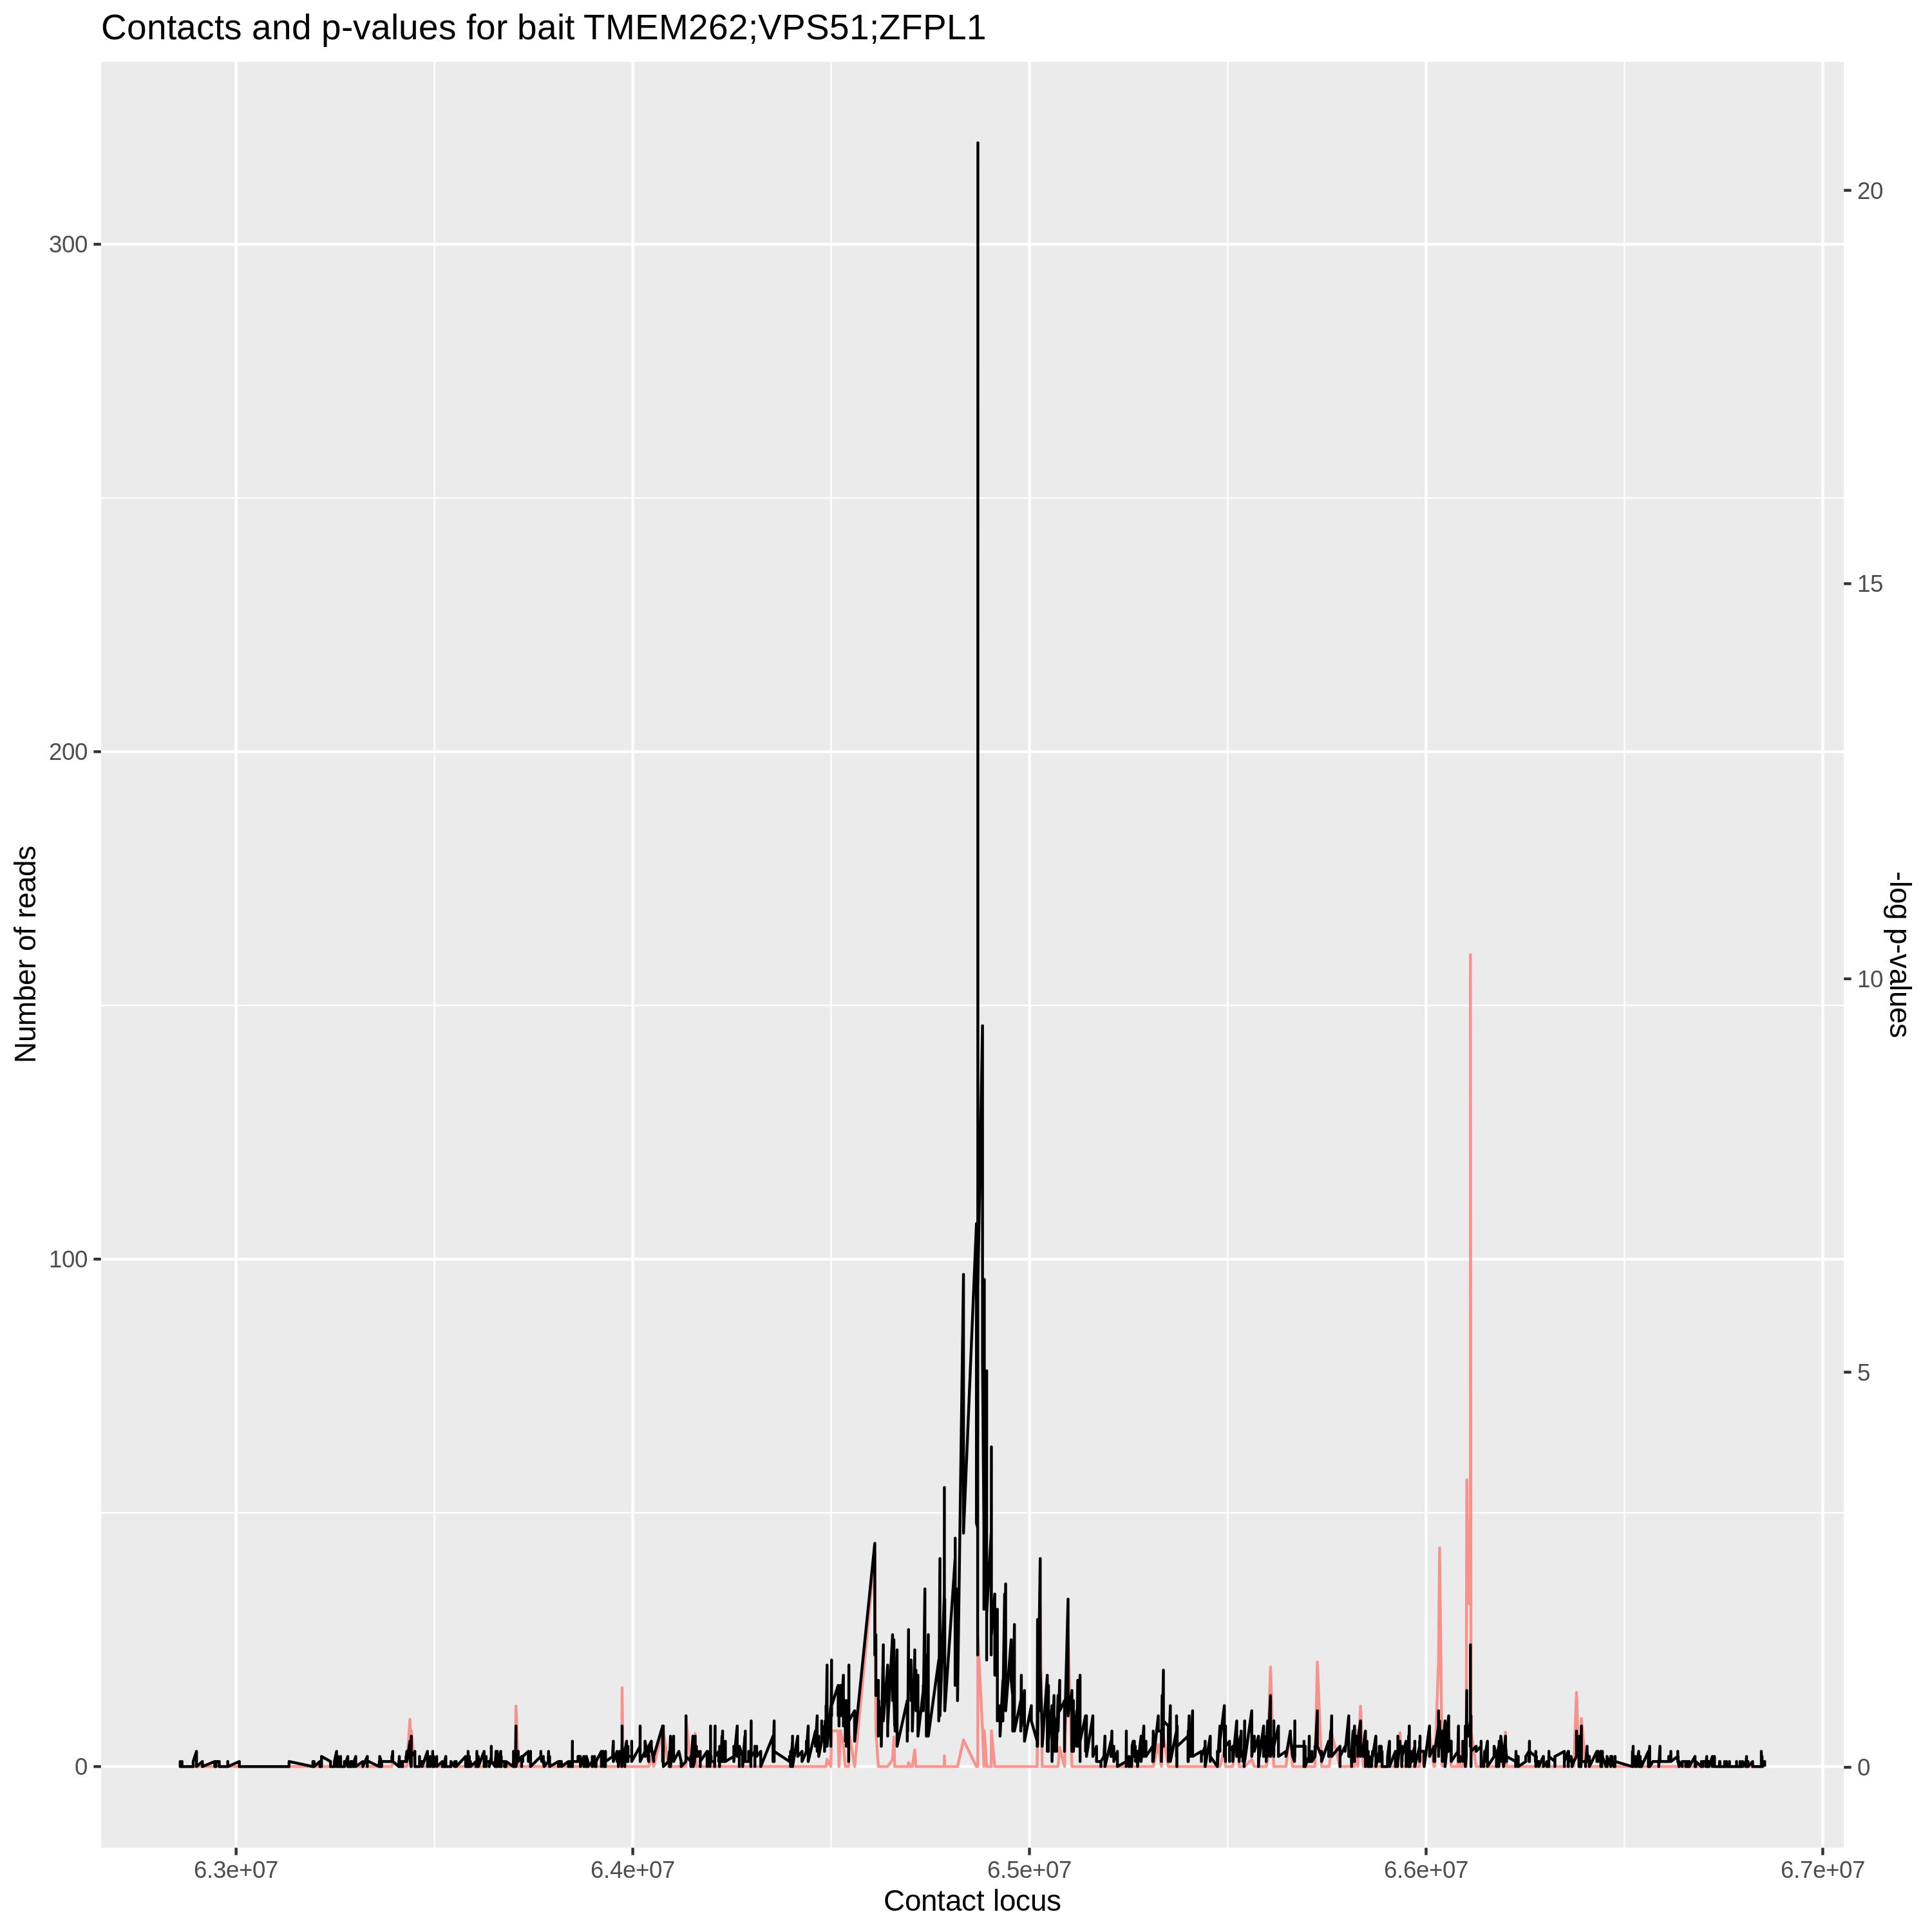 Contacts and p-values for bait TMEM262;VPS51;ZFPL1
300
200
100
0
Number of reads
20
15
10
5
0
-log p-values
6.3e+07
6.4e+07
6.5e+07
6.6e+07
6.7e+07
Contact locus